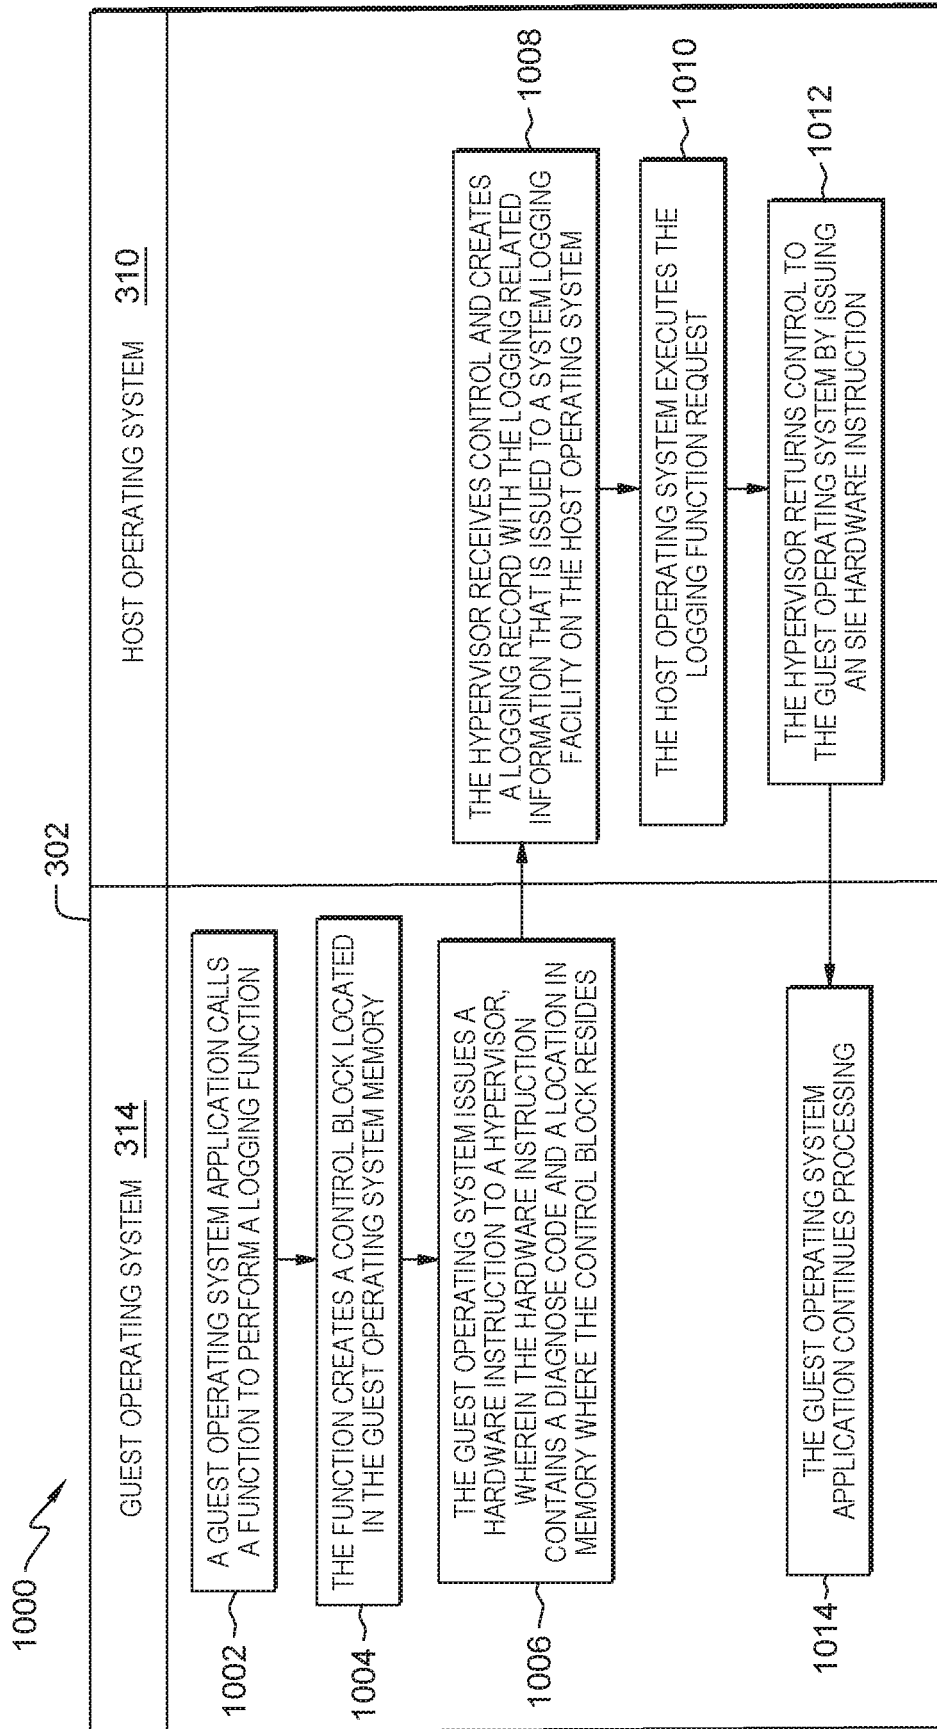 1000
302
GUEST OPERATING SYSTEM 314
HOST OPERATING SYSTEM 310
A GUEST OPERATING SYSTEM APPLICATION CALLS
A FUNCTION TO PERFORM A LOGGING FUNCTION
1002
THE FUNCTION CREATES A CONTROL BLOCK LOCATED
IN THE GUEST OPERATING SYSTEM MEMORY
1004
THE GUEST OPERATING SYSTEM ISSUES A
HARDWARE INSTRUCTION TO A HYPERVISOR,
WHEREIN THE HARDWARE INSTRUCTION
CONTAINS A DIAGNOSE CODE AND A LOCATION IN
MEMORY WHERE THE CONTROL BLOCK RESIDES
1006
THE HYPERVISOR RECEIVES CONTROL AND CREATES
A LOGGING RECORD WITH THE LOGGING RELATED
INFORMATION THAT IS ISSUED TO A SYSTEM LOGGING
FACILITY ON THE HOST OPERATING SYSTEM
1008
THE HOST OPERATING SYSTEM EXECUTES THE
LOGGING FUNCTION REQUEST
1010
THE HYPERVISOR RETURNS CONTROL TO
THE GUEST OPERATING SYSTEM BY ISSUING
AN SIE HARDWARE INSTRUCTION
1012
THE GUEST OPERATING SYSTEM
APPLICATION CONTINUES PROCESSING
1014